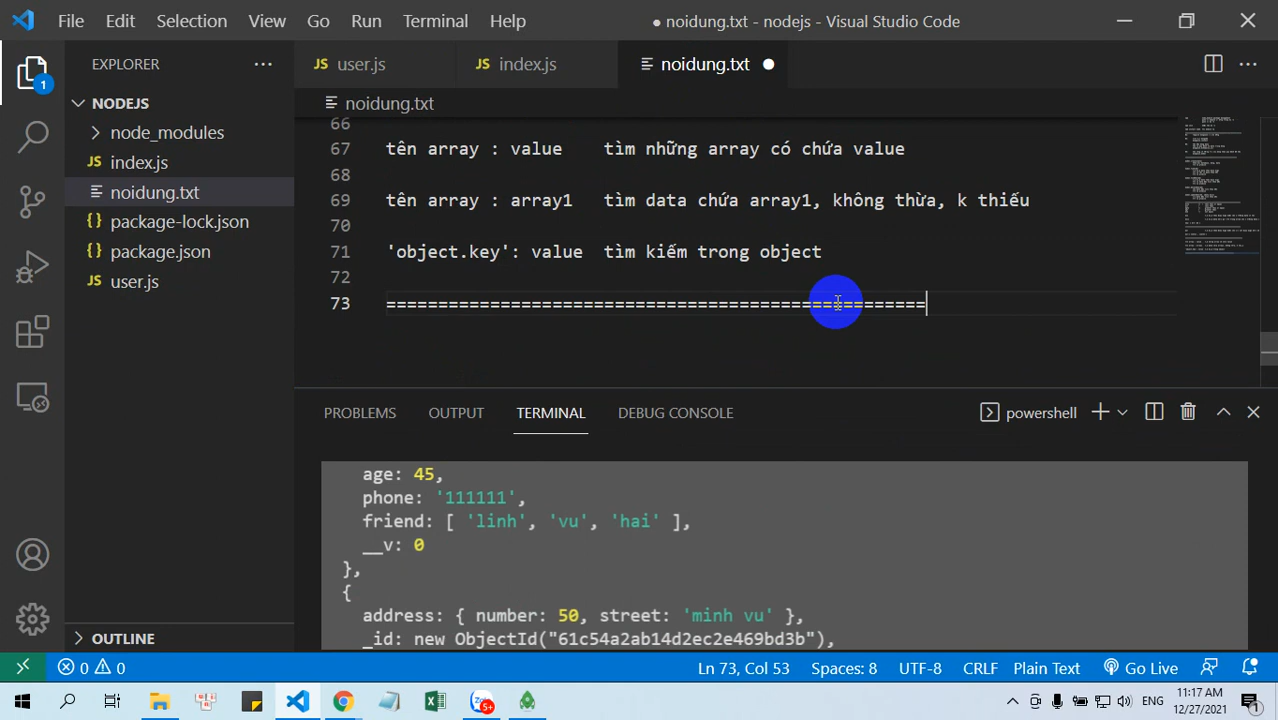 File Edit Selection View Go Run Terminal Help ● noidung.txt - nodejs - Visual Studio Code
EXPLORER ... JS user.js JS index.js noidung.txt ●
1
NODEJS
noidung.txt
node_modules
JS index.js
noidung.txt
{} package-lock.json
{} package.json
JS user.js
66
67 tên array : value tìm những array có chứa value
68
69 tên array : array1 tìm data chứa array1, không thừa, k thiếu
70
71 'object.key' : value tìm kiếm trong object
72
73 ====================================================
PROBLEMS OUTPUT TERMINAL DEBUG CONSOLE powershell
age: 45,
phone: '111111',
friend: [ 'linh', 'vu', 'hai' ],
__v: 0
},
{
address: { number: 50, street: 'minh vu' },
_id: new ObjectId("61c54a2ab14d2ec2e469bd3b"),
OUTLINE
0 0 Ln 73, Col 53 Spaces: 8 UTF-8 CRLF Plain Text Go Live
5+ ENG 11:17 AM
12/27/2021 1